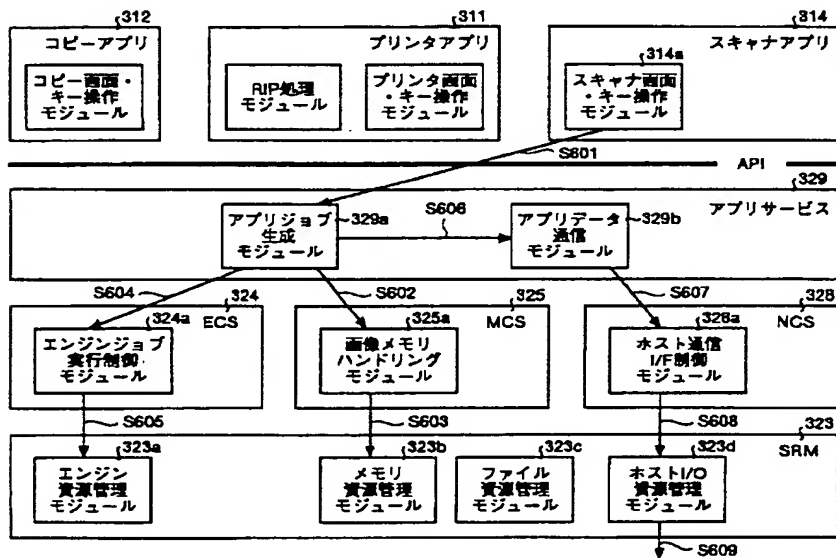 312
コピーアプリ
コピー画面・
キー操作
モジュール
311
プリンタアプリ
RIP処理
モジュール
プリンタ画面
・キー操作
モジュール
314
スキャナアプリ
314a
スキャナ画面
・キー操作
モジュール
S601
API
329
アプリサービス
アプリジョブ
生成
モジュール
329a
S606
アプリデータ
通信
モジュール
329b
S604
S602
S607
324
ECS
324a
エンジンジョブ
実行制御
モジュール
325
MCS
325a
画像メモリ
ハンドリング
モジュール
328
NCS
328a
ホスト通信
I/F制御
モジュール
S605
S603
S608
323
SRM
323a
エンジン
資源管理
モジュール
323b
メモリ
資源管理
モジュール
323c
ファイル
資源管理
モジュール
323d
ホストI/O
資源管理
モジュール
S609